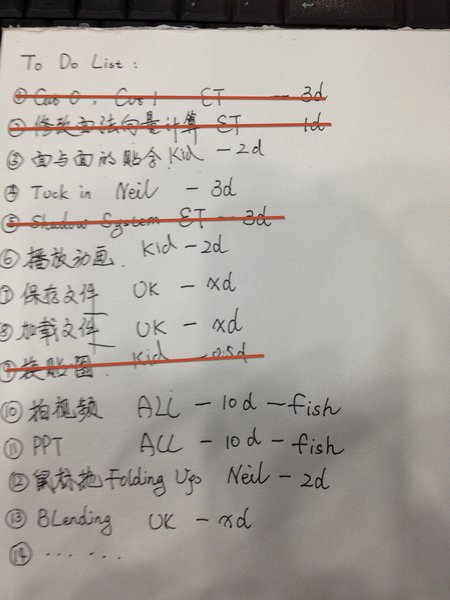 To Do List :
① Cut 0 . Cut 1 ET — 3d
② 修改面法向量计算 ET 1d
③ 面与面的贴合 Kid - 2d
④ Tuck in Neil - 3d
⑤ Shadow System ET - 3d
⑥ 播放动画. Kid - 2d
⑦ 保存文件 UK - xd
⑧ 加载文件 UK - xd
⑨ 换贴图. Kid - 0.5d
⑩ 拍视频 ALL - 10d - fish
⑪ PPT ALL - 10d - fish
⑫ 鼠标拖 Folding Neil - 2d
⑬ Blending UK - xd
⑭ . . . . . .